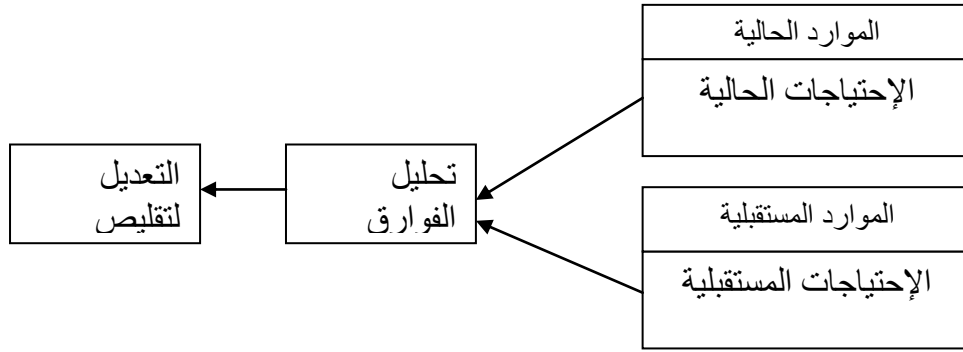 الموارد الحالية
الإحتياجات الحالية
الموارد المستقبلية
الإحتياجات المستقبلية
تحليل
الفوارق
التعديل
لتقليص